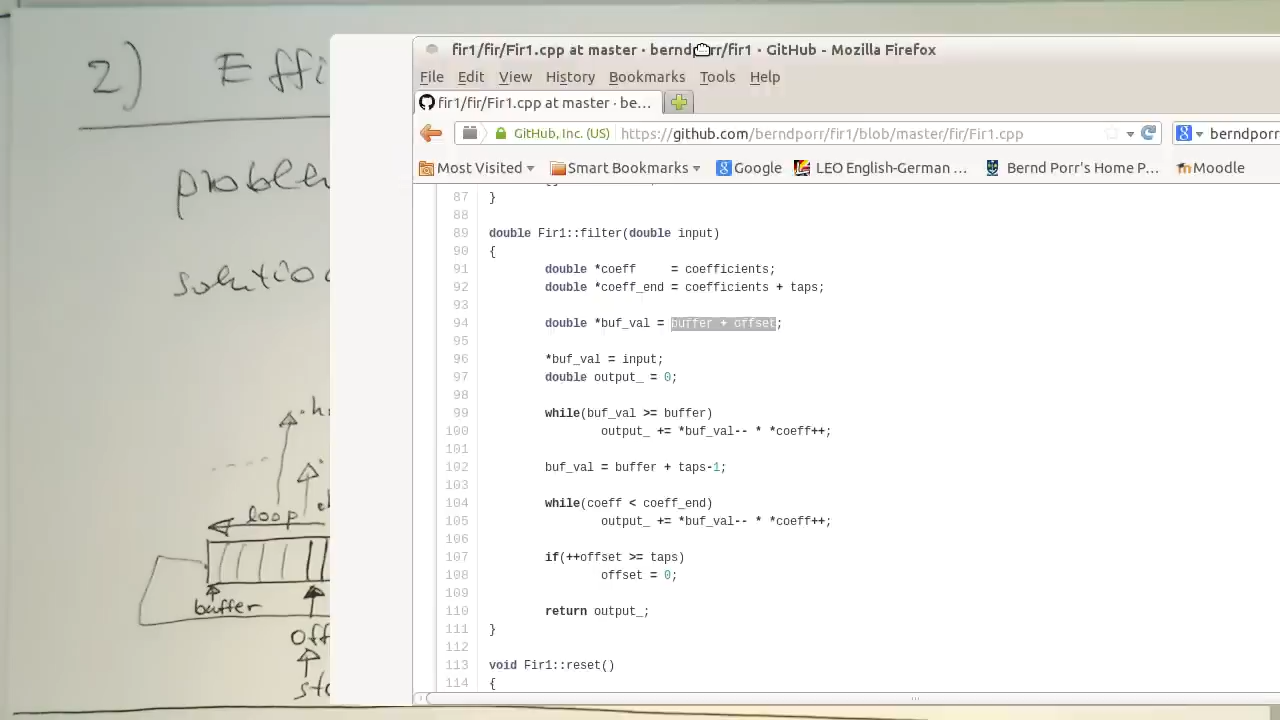 2) Effi
problem
solutio
h
loop
buffer
off
sta
fir1/fir/Fir1.cpp at master · berndporr/fir1 · GitHub - Mozilla Firefox
File Edit View History Bookmarks Tools Help
fir1/fir/Fir1.cpp at master · be...
GitHub, Inc. (US) https://github.com/berndporr/fir1/blob/master/fir/Fir1.cpp berndporr
Most Visited Smart Bookmarks Google LEO English-German ... Bernd Porr's Home P... Moodle
87 }
88
89 double Fir1::filter(double input)
90 {
91 double *coeff = coefficients;
92 double *coeff_end = coefficients + taps;
93
94 double *buf_val = buffer + offset;
95
96 *buf_val = input;
97 double output_ = 0;
98
99 while(buf_val >= buffer)
100 output_ += *buf_val-- * *coeff++;
101
102 buf_val = buffer + taps-1;
103
104 while(coeff < coeff_end)
105 output_ += *buf_val-- * *coeff++;
106
107 if(++offset >= taps)
108 offset = 0;
109
110 return output_;
111 }
112
113 void Fir1::reset()
114 {